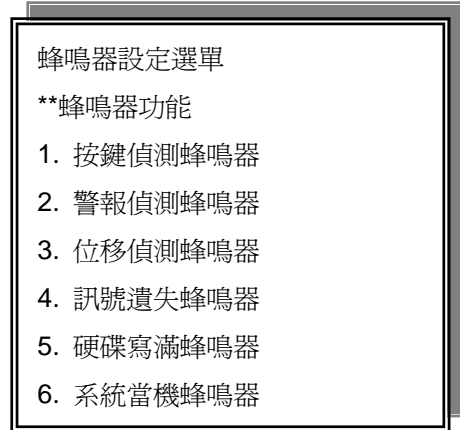 蜂鳴器設定選單
**蜂鳴器功能
1. 按鍵偵測蜂鳴器
2. 警報偵測蜂鳴器
3. 位移偵測蜂鳴器
4. 訊號遺失蜂鳴器
5. 硬碟寫滿蜂鳴器
6. 系統當機蜂鳴器